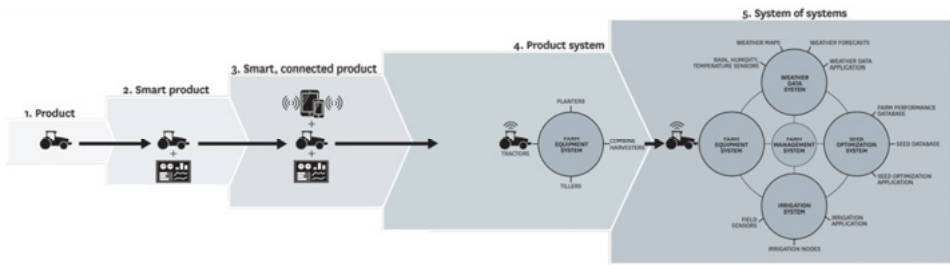 1. Product
2. Smart product
3. Smart, connected product
4. Product system
PLANTERS
TRACTORS
FARM
EQUIPMENT
SYSTEM
COMBINE
HARVESTERS
TILLERS
5. System of systems
WEATHER MAPS
WEATHER FORECASTS
RAIN, HUMIDITY,
TEMPERATURE SENSORS
WEATHER DATA
APPLICATION
WEATHER
DATA
SYSTEM
FARM PERFORMANCE
DATABASE
FARM
EQUIPMENT
SYSTEM
FARM
MANAGEMENT
SYSTEM
SEED
OPTIMIZATION
SYSTEM
SEED DATABASE
SEED OPTIMIZATION
APPLICATION
IRRIGATION
SYSTEM
FIELD
SENSORS
IRRIGATION
APPLICATION
IRRIGATION NODES